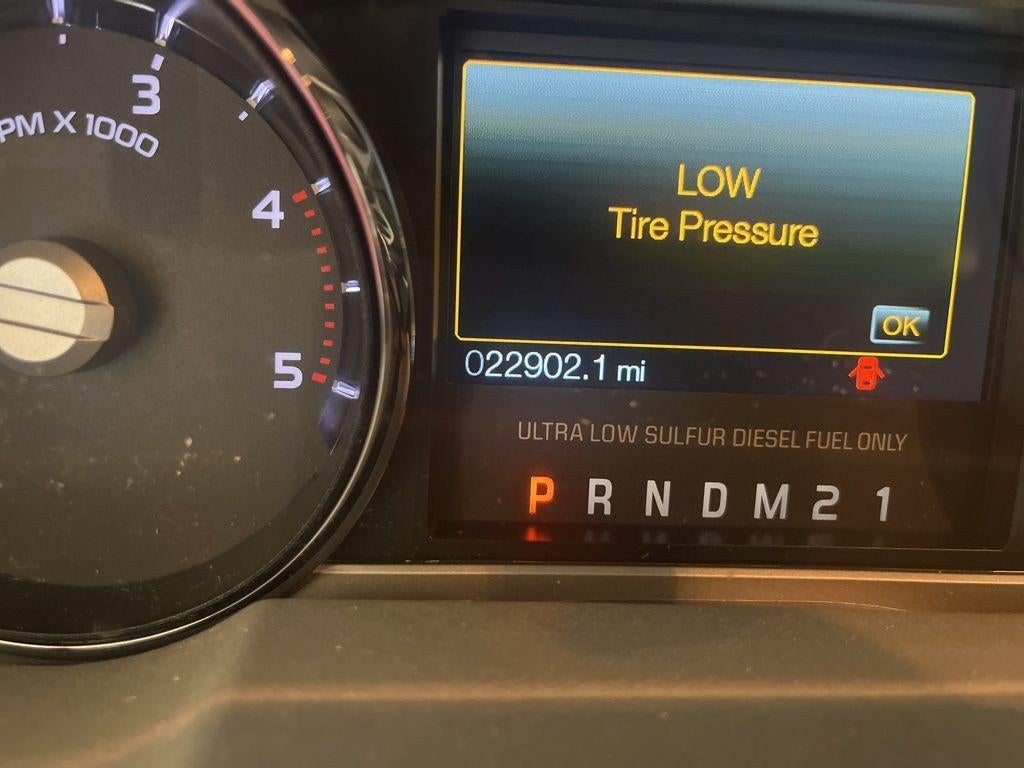 3
PM X 1000
4
5
LOW
Tire Pressure
OK
022902.1 mi
ULTRA LOW SULFUR DIESEL FUEL ONLY
P R N D M 2 1